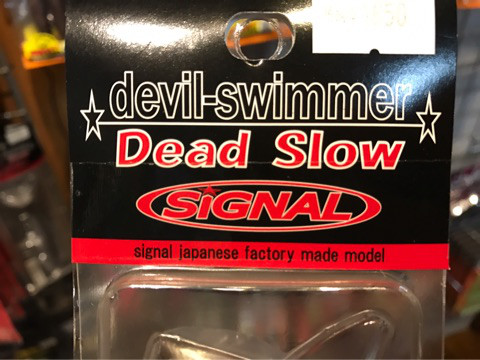 devil-swimmer
Dead Slow
SiGNAL
signal japanese factory made model